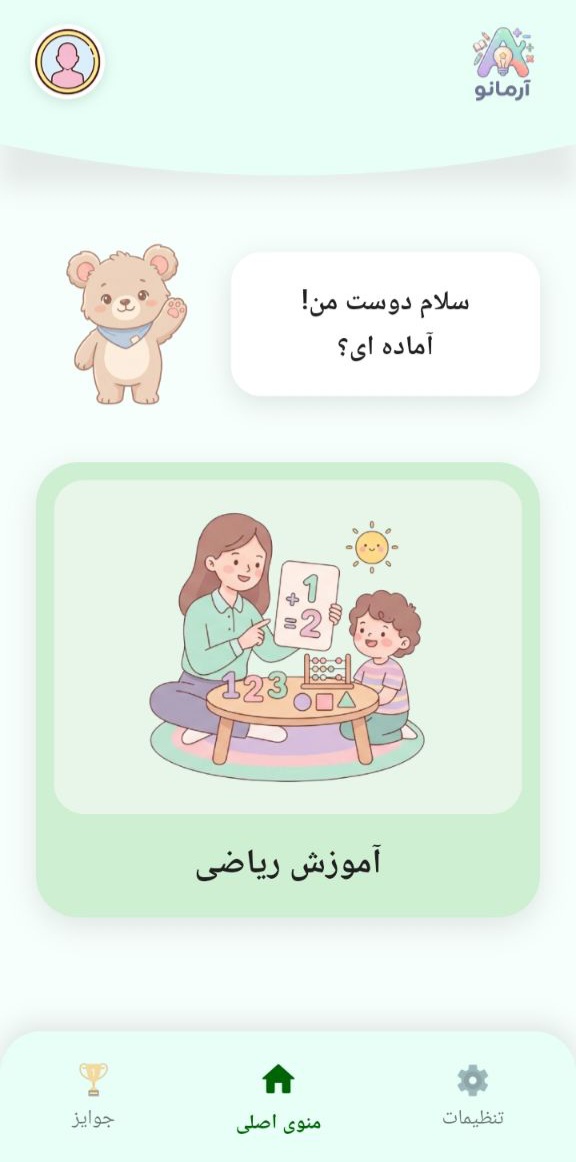 آرمانو
سلام دوست من!
آماده ای؟
1
+
=2
123
آموزش ریاضی
تنظیمات
منوی اصلی
جوایز